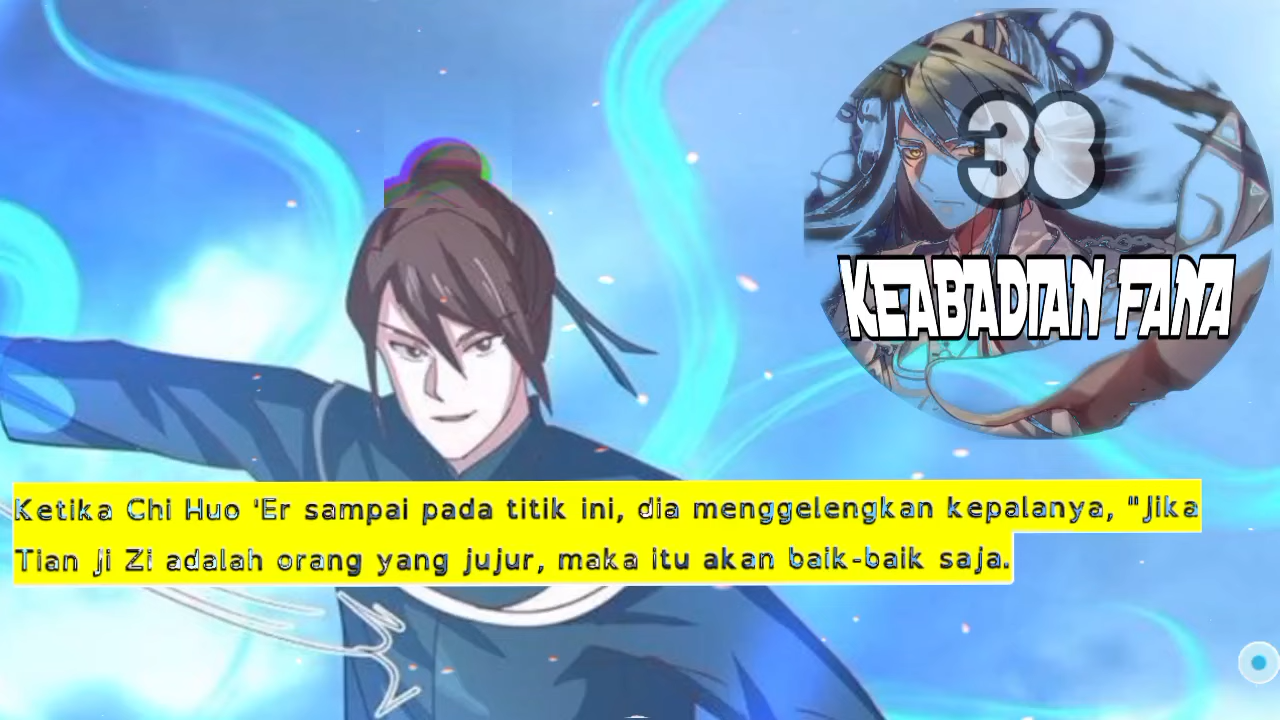 38
KEABADIAN FANA
Ketika Chi Huo 'Er sampai pada titik ini, dia menggelengkan kepalanya, "Jika
Tian Ji Zi adalah orang yang jujur, maka itu akan baik-baik saja.